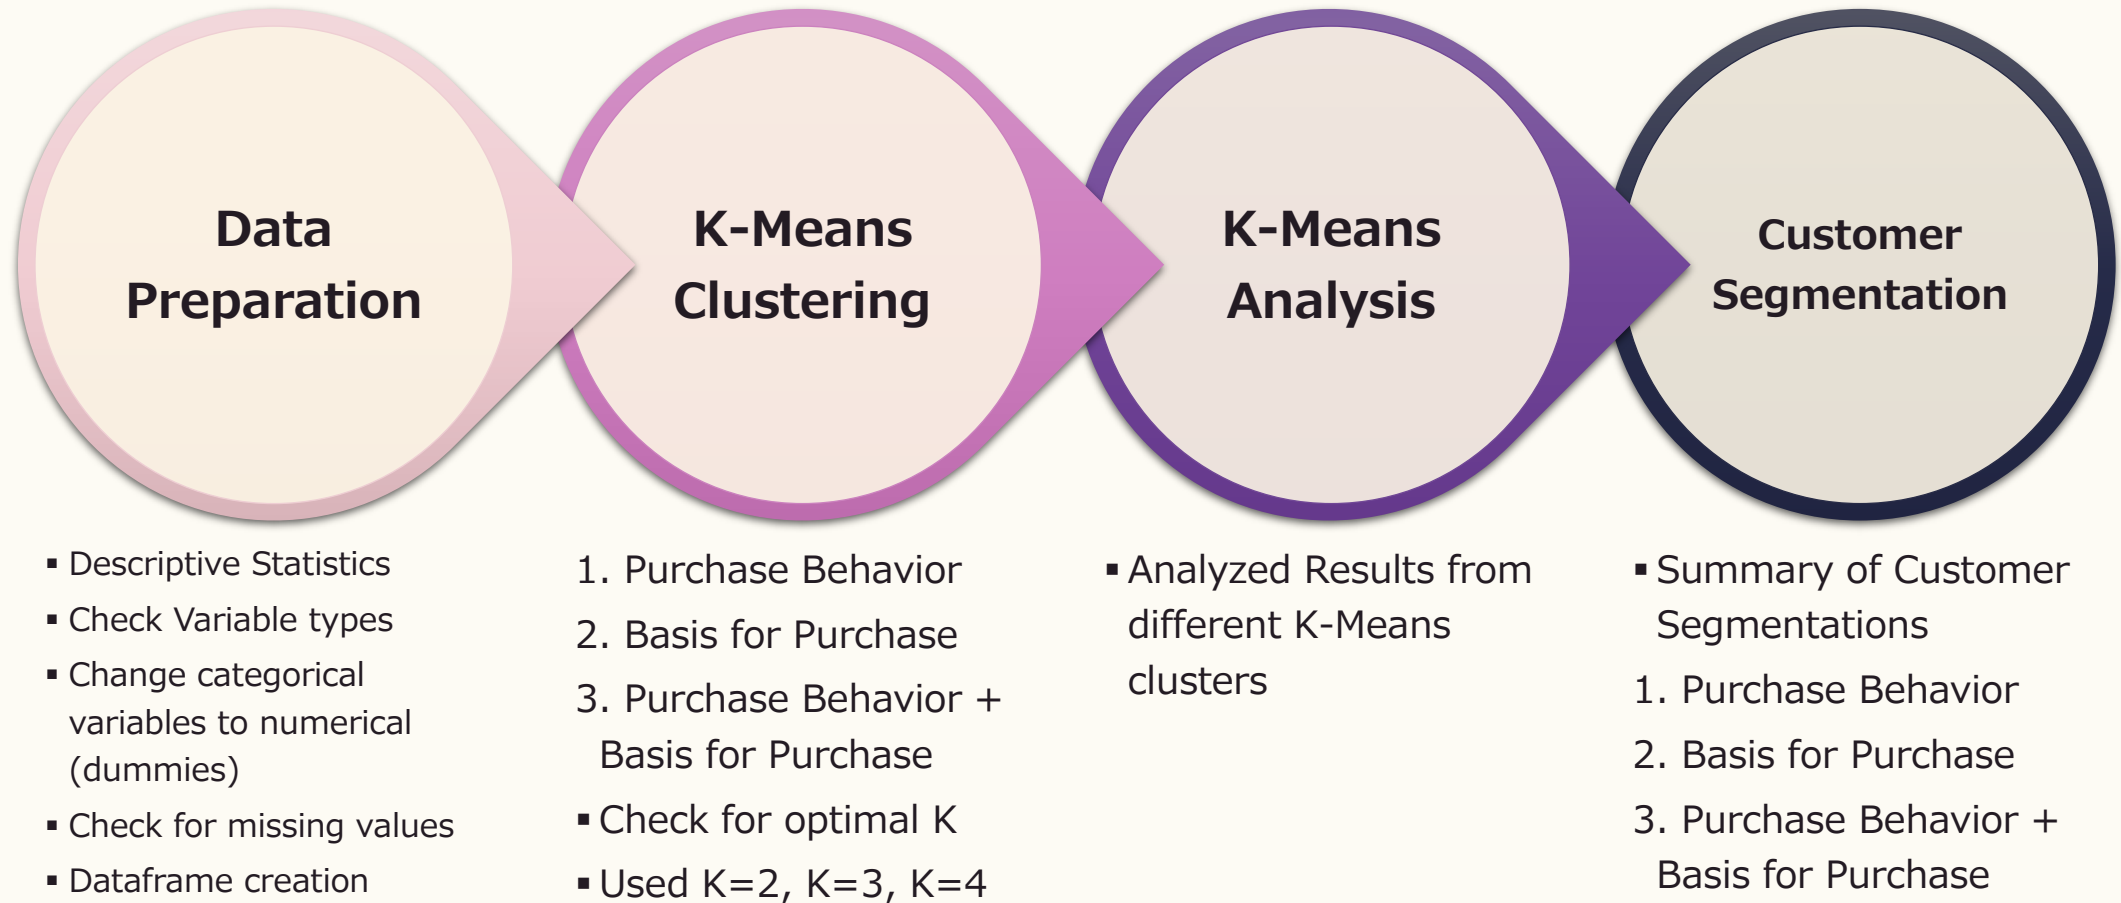 Data
Preparation
K-Means
Clustering
K-Means
Analysis
Customer
Segmentation
▪ Descriptive Statistics
▪ Check Variable types
▪ Change categorical
variables to numerical
(dummies)
▪ Check for missing values
▪ Dataframe creation
1. Purchase Behavior
2. Basis for Purchase
3. Purchase Behavior +
Basis for Purchase
▪ Check for optimal K
▪ Used K=2, K=3, K=4
▪ Analyzed Results from
different K-Means
clusters
▪ Summary of Customer
Segmentations
1. Purchase Behavior
2. Basis for Purchase
3. Purchase Behavior +
Basis for Purchase